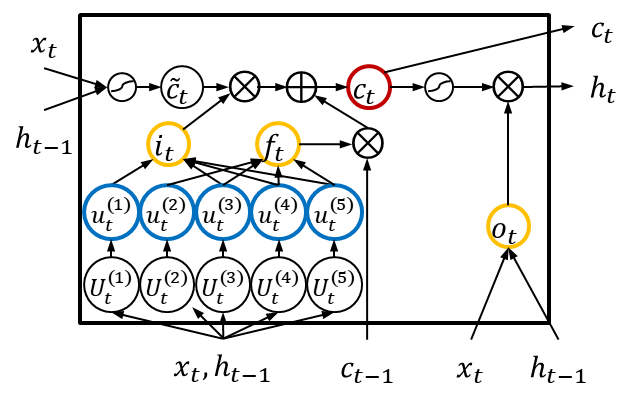 x_t c_t
c̃_t c_t h_t
h_{t-1}
i_t f_t
u_t^{(1)} u_t^{(2)} u_t^{(3)} u_t^{(4)} u_t^{(5)} o_t
U_t^{(1)} U_t^{(2)} U_t^{(3)} U_t^{(4)} U_t^{(5)}
x_t, h_{t-1} c_{t-1} x_t h_{t-1}